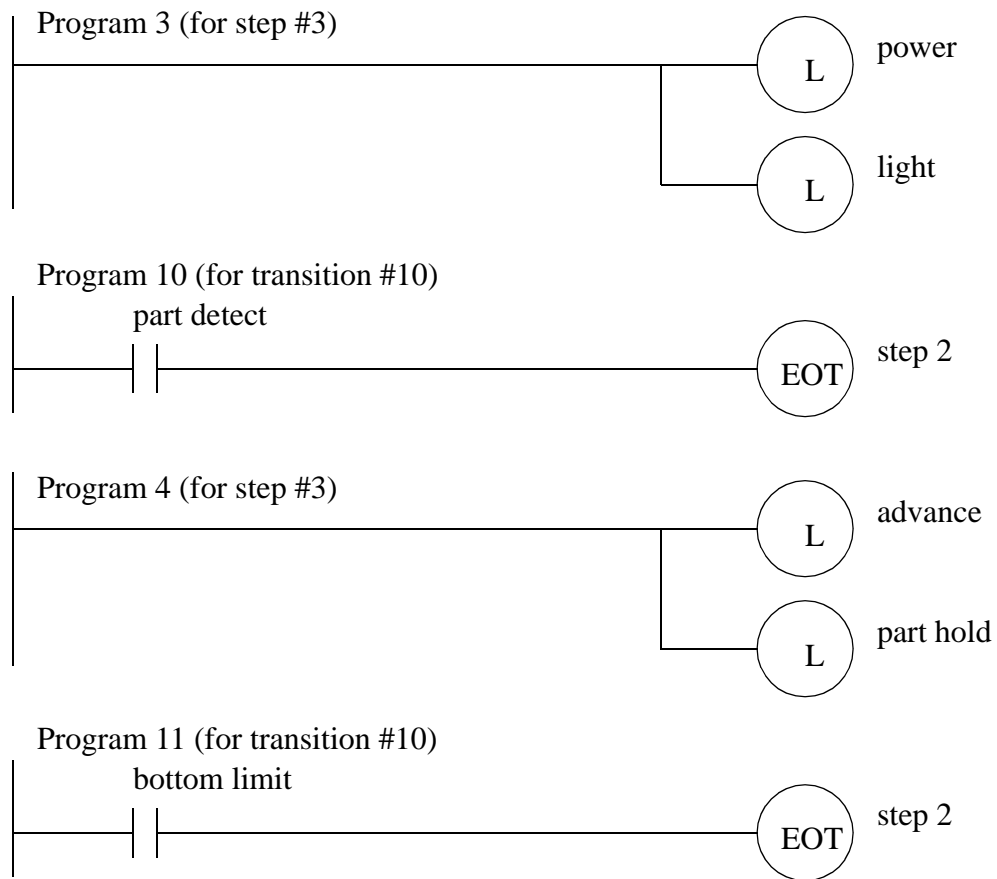 Program 3 (for step #3)
L
power
L
light
Program 10 (for transition #10)
part detect
EOT
step 2
Program 4 (for step #3)
L
advance
L
part hold
Program 11 (for transition #10)
bottom limit
EOT
step 2